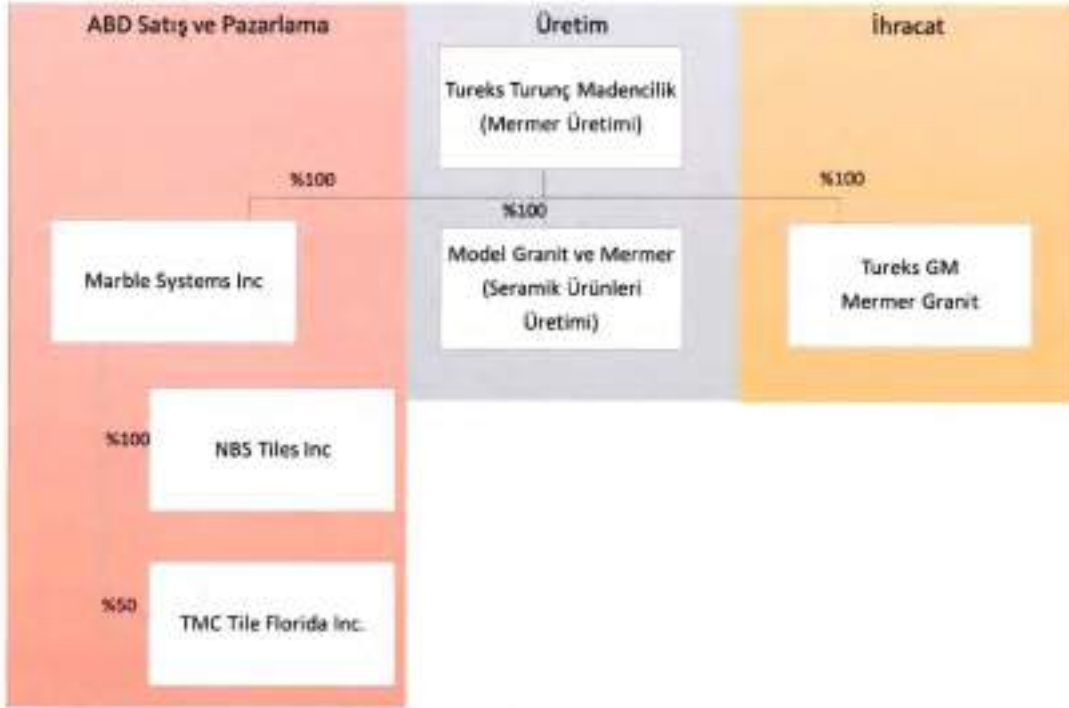 ABD Satış ve Pazarlama
Üretim
İhracat
Tureks Turunç Madencilik
(Mermer Üretimi)
%100
%100
%100
Marble Systems Inc
Model Granit ve Mermer
(Seramik Ürünleri
Üretimi)
Tureks GM
Mermer Granit
%100
NBS Tiles Inc
%50
TMC Tile Florida Inc.